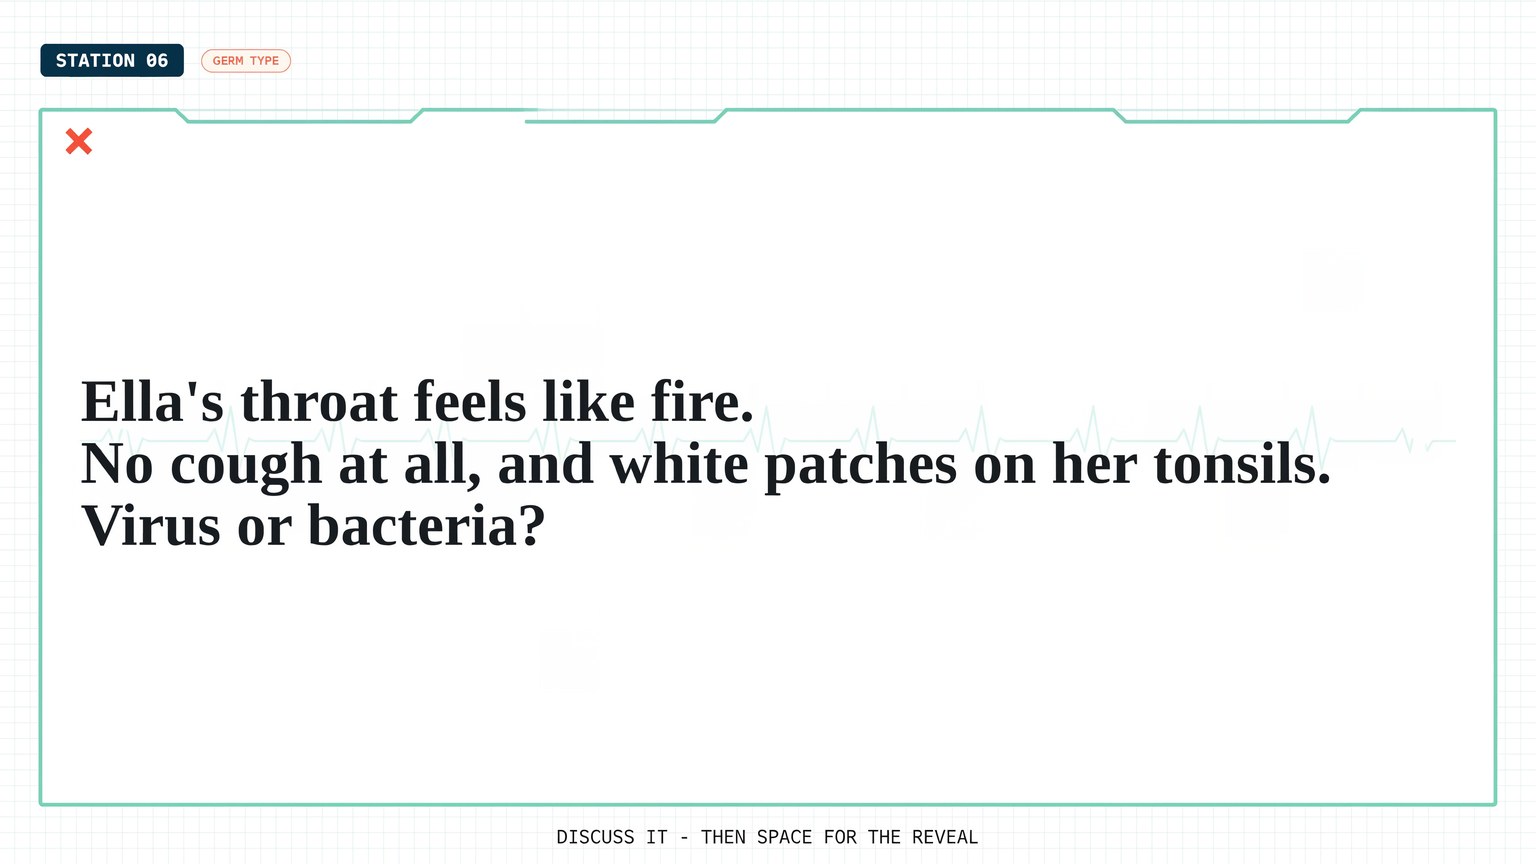 STATION 06
GERM TYPE
Ella's throat feels like fire.
No cough at all, and white patches on her tonsils.
Virus or bacteria?
DISCUSS IT - THEN SPACE FOR THE REVEAL